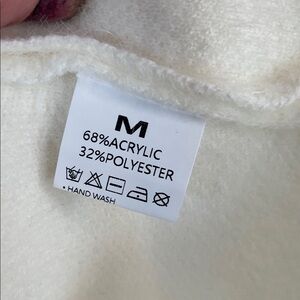 M
68%ACRYLIC
32%POLYESTER
• HAND WASH